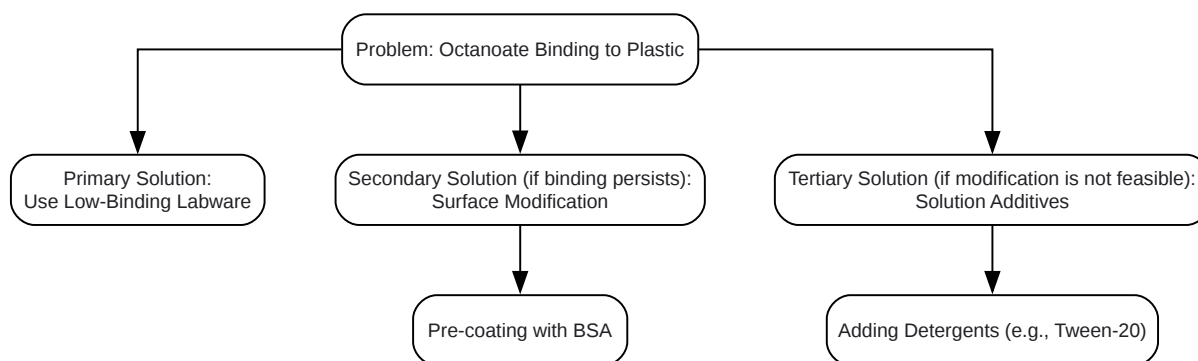 Problem: Octanoate Binding to Plastic
Primary Solution:
Use Low-Binding Labware
Secondary Solution (if binding persists):
Surface Modification
Tertiary Solution (if modification is not feasible):
Solution Additives
Pre-coating with BSA
Adding Detergents (e.g., Tween-20)